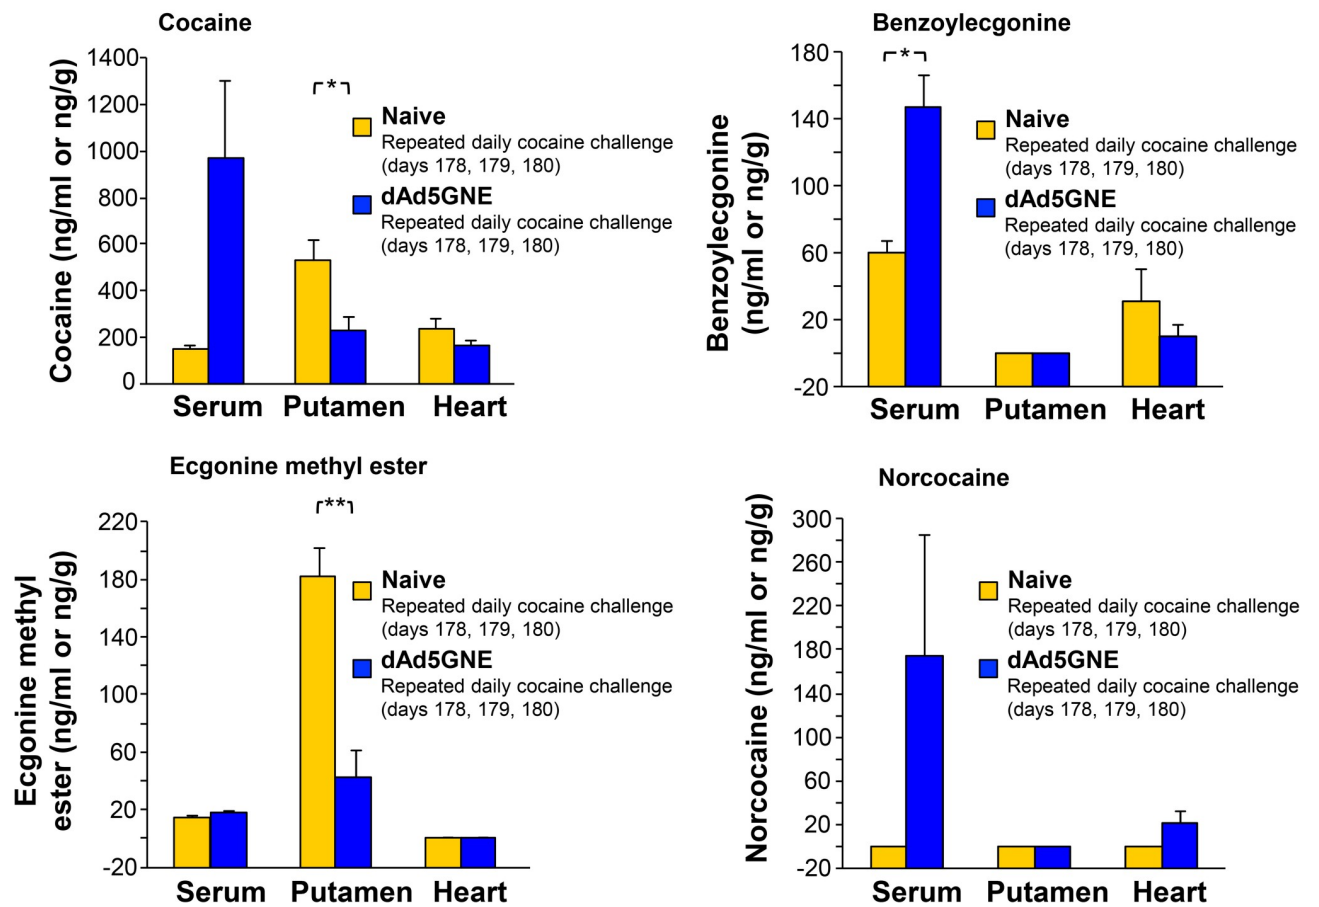 Cocaine
Cocaine (ng/ml or ng/g)
1400
1200
1000
800
600
400
200
0
*
Naive
Repeated daily cocaine challenge
(days 178, 179, 180)
dAd5GNE
Repeated daily cocaine challenge
(days 178, 179, 180)
Serum Putamen Heart
Benzoylecgonine
Benzoylecgonine
(ng/ml or ng/g)
180
140
100
60
20
-20
*
Naive
Repeated daily cocaine challenge
(days 178, 179, 180)
dAd5GNE
Repeated daily cocaine challenge
(days 178, 179, 180)
Serum Putamen Heart
Ecgonine methyl ester
Ecgonine methyl
ester (ng/ml or ng/g)
220
180
140
100
60
20
-20
**
Naive
Repeated daily cocaine challenge
(days 178, 179, 180)
dAd5GNE
Repeated daily cocaine challenge
(days 178, 179, 180)
Serum Putamen Heart
Norcocaine
Norcocaine (ng/ml or ng/g)
300
260
220
180
140
100
60
20
-20
Naive
Repeated daily cocaine challenge
(days 178, 179, 180)
dAd5GNE
Repeated daily cocaine challenge
(days 178, 179, 180)
Serum Putamen Heart